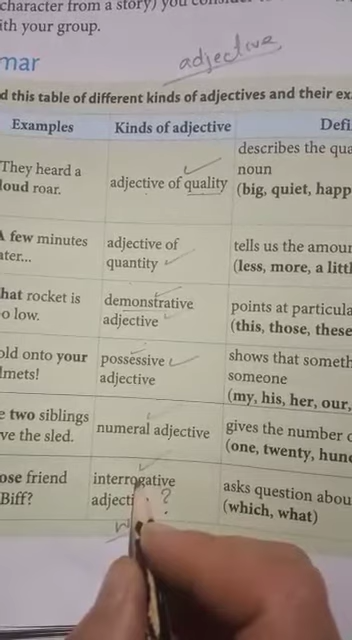 character from a story) you
ith your group.
adjective
mar
d this table of different kinds of adjectives and their ex
Examples Kinds of adjective Defi
They heard a
loud roar.
adjective of quality
describes the qua
noun
(big, quiet, happ
A few minutes
ater...
adjective of
quantity
tells us the amour
(less, more, a littl
hat rocket is
o low.
demonstrative
adjective
points at particula
(this, those, these
old onto your
lmets!
possessive
adjective
shows that someth
someone
(my, his, her, our,
e two siblings
ve the sled.
numeral adjective
gives the number o
(one, twenty, hund
ose friend
Biff?
interrogative
adjecti ?
asks question abou
(which, what)